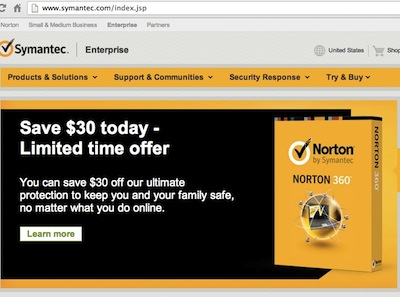 www.symantec.com/index.jsp
Norton Small & Medium Business Enterprise Partners
Symantec. Enterprise United States Shop
Products & Solutions Support & Communities Security Response Try & Buy
Save $30 today -
Limited time offer
You can save $30 off our ultimate
protection to keep you and your family safe,
no matter what you do online.
Learn more
Norton
by Symantec
NORTON 360
NORTON 360
Norton